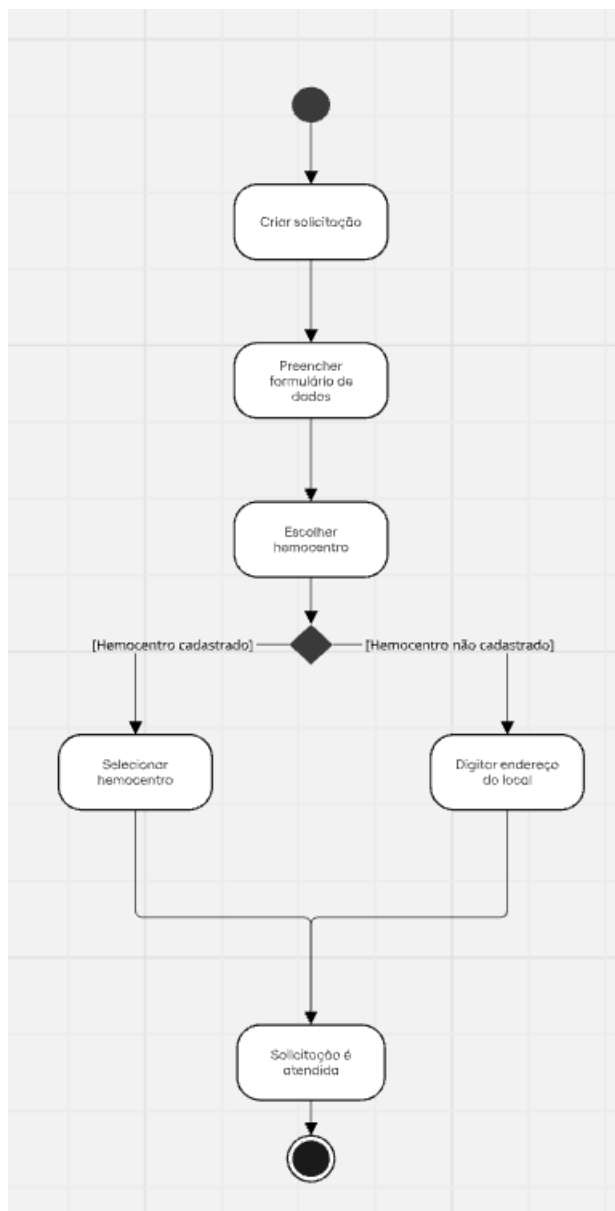 Criar solicitação
Preencher
formulário de
dados
Escolher
hemocentro
[Hemocentro cadastrado]
[Hemocentro não cadastrado]
Selecionar
hemocentro
Digitar endereço
do local
Solicitação é
atendida